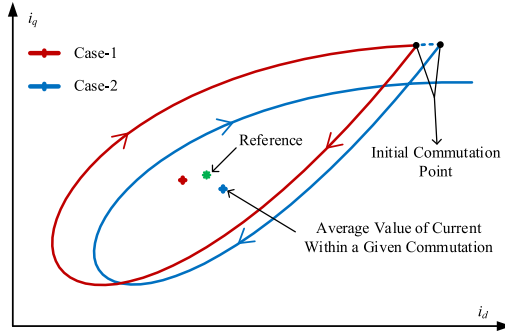 i_q
Case-1
Case-2
Reference
Initial Commutation
Point
Average Value of Current
Within a Given Commutation
i_d